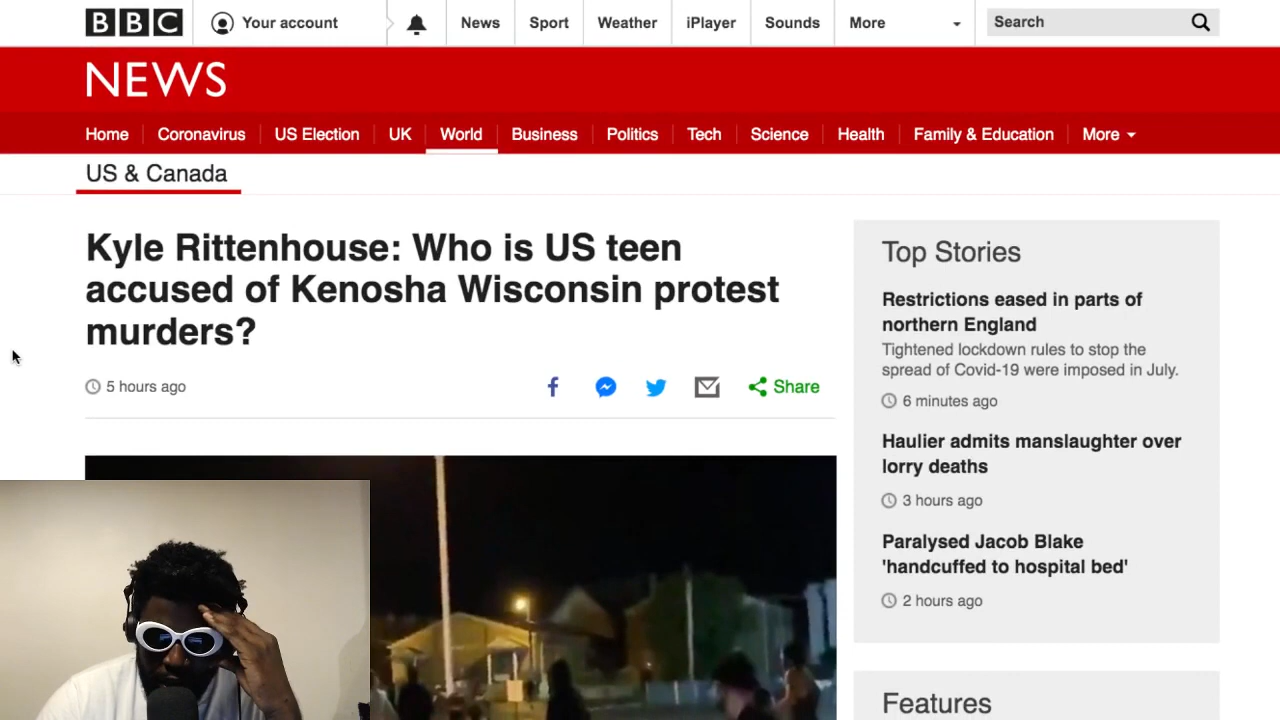 BBC
Your account
News
Sport
Weather
iPlayer
Sounds
More
Search
NEWS
Home
Coronavirus
US Election
UK
World
Business
Politics
Tech
Science
Health
Family & Education
More
US & Canada
Kyle Rittenhouse: Who is US teen
accused of Kenosha Wisconsin protest
murders?
5 hours ago
Share
Top Stories
Restrictions eased in parts of
northern England
Tightened lockdown rules to stop the
spread of Covid-19 were imposed in July.
6 minutes ago
Haulier admits manslaughter over
lorry deaths
3 hours ago
Paralysed Jacob Blake
'handcuffed to hospital bed'
2 hours ago
Features